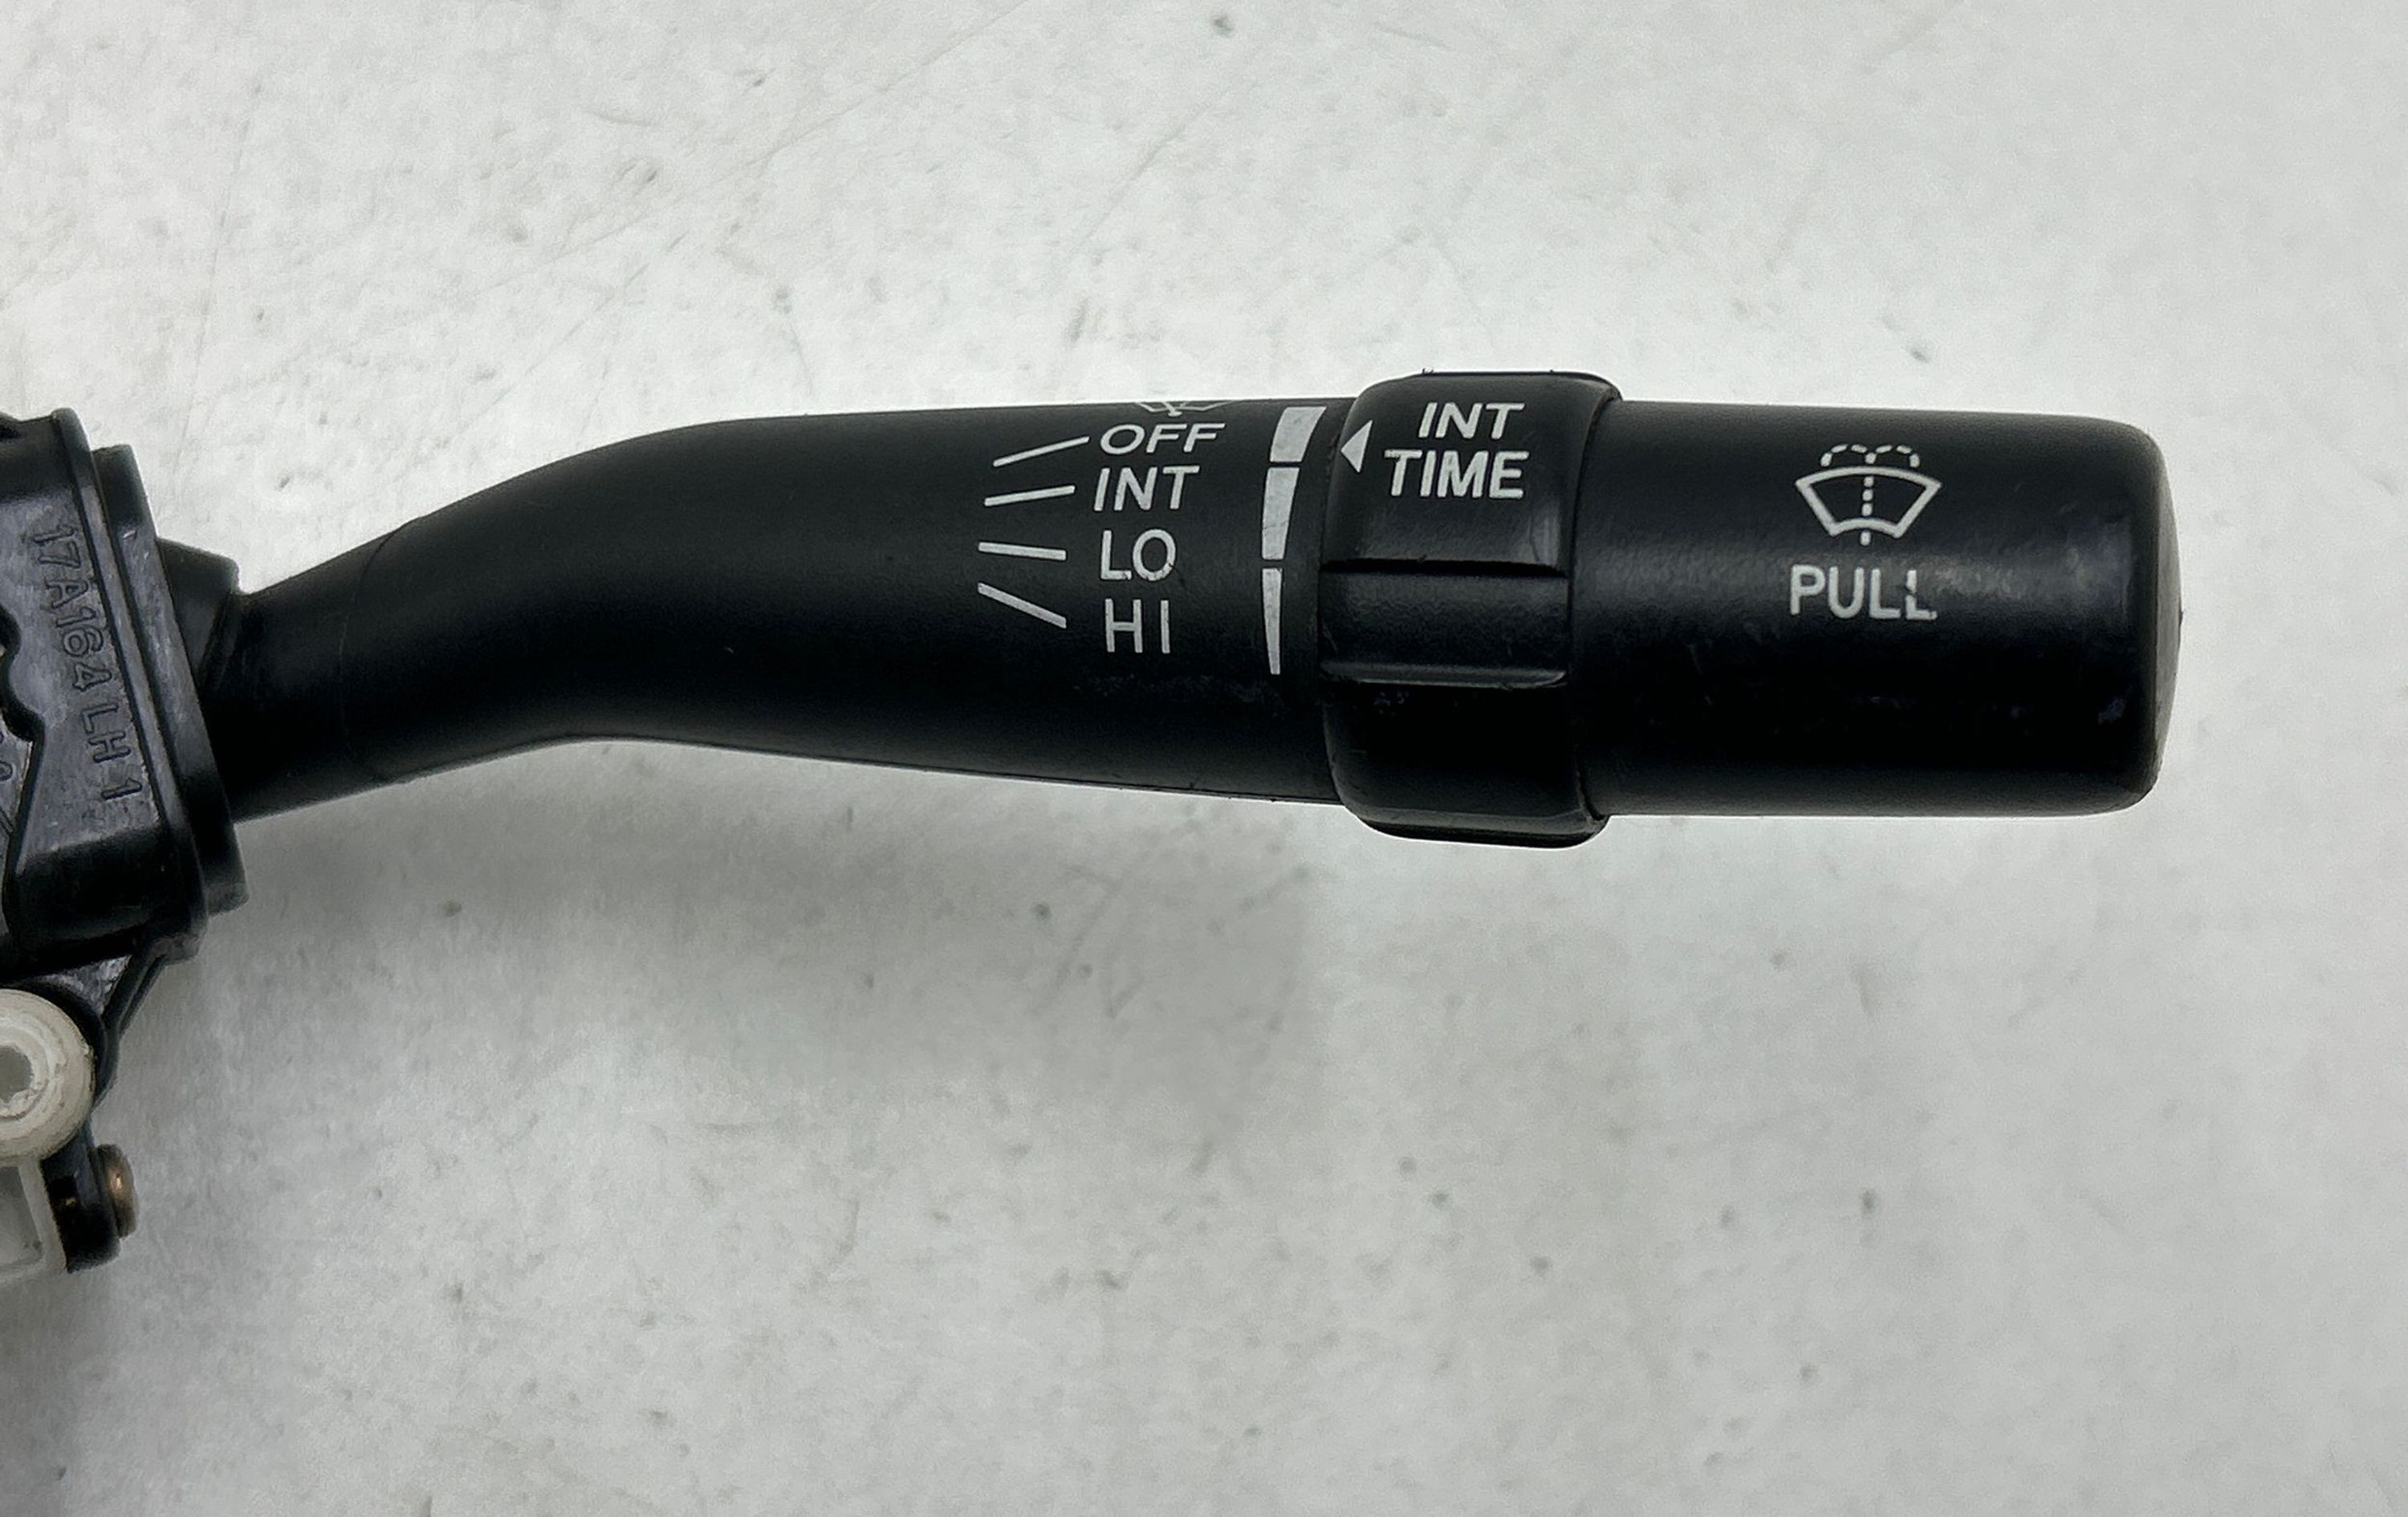 OFF
INT
LO
HI
INT
TIME
PULL
17A164 LH 1